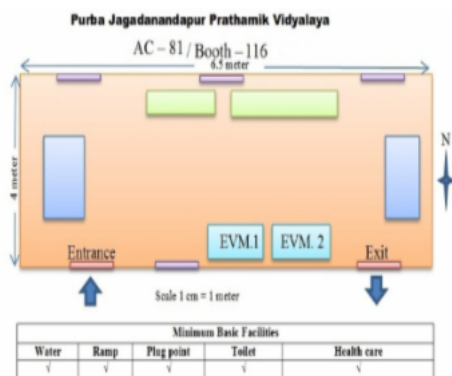 Purba Jagadanandapur Prathamik Vidyalaya
AC – 81/Booth –116
6.5 meter
4 meter
N
EVM.1 EVM. 2
Entrance Exit
Scale 1 cm = 1 meter
Minimum Basic Facilities
Water Ramp Plug point Toilet Health care
√ √ √ √ √